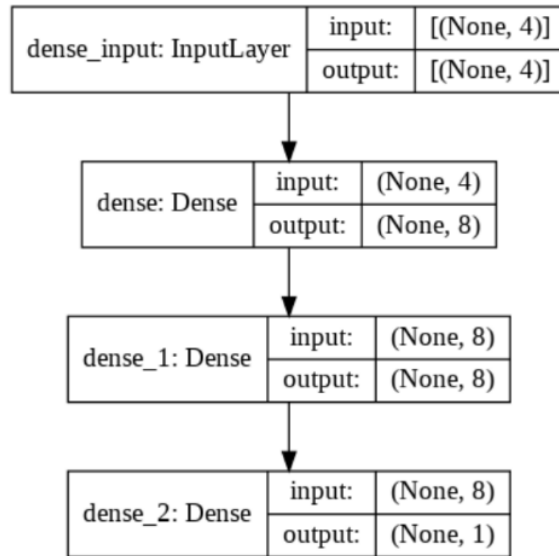 dense_input: InputLayer
input: [(None, 4)]
output: [(None, 4)]
dense: Dense
input: (None, 4)
output: (None, 8)
dense_1: Dense
input: (None, 8)
output: (None, 8)
dense_2: Dense
input: (None, 8)
output: (None, 1)